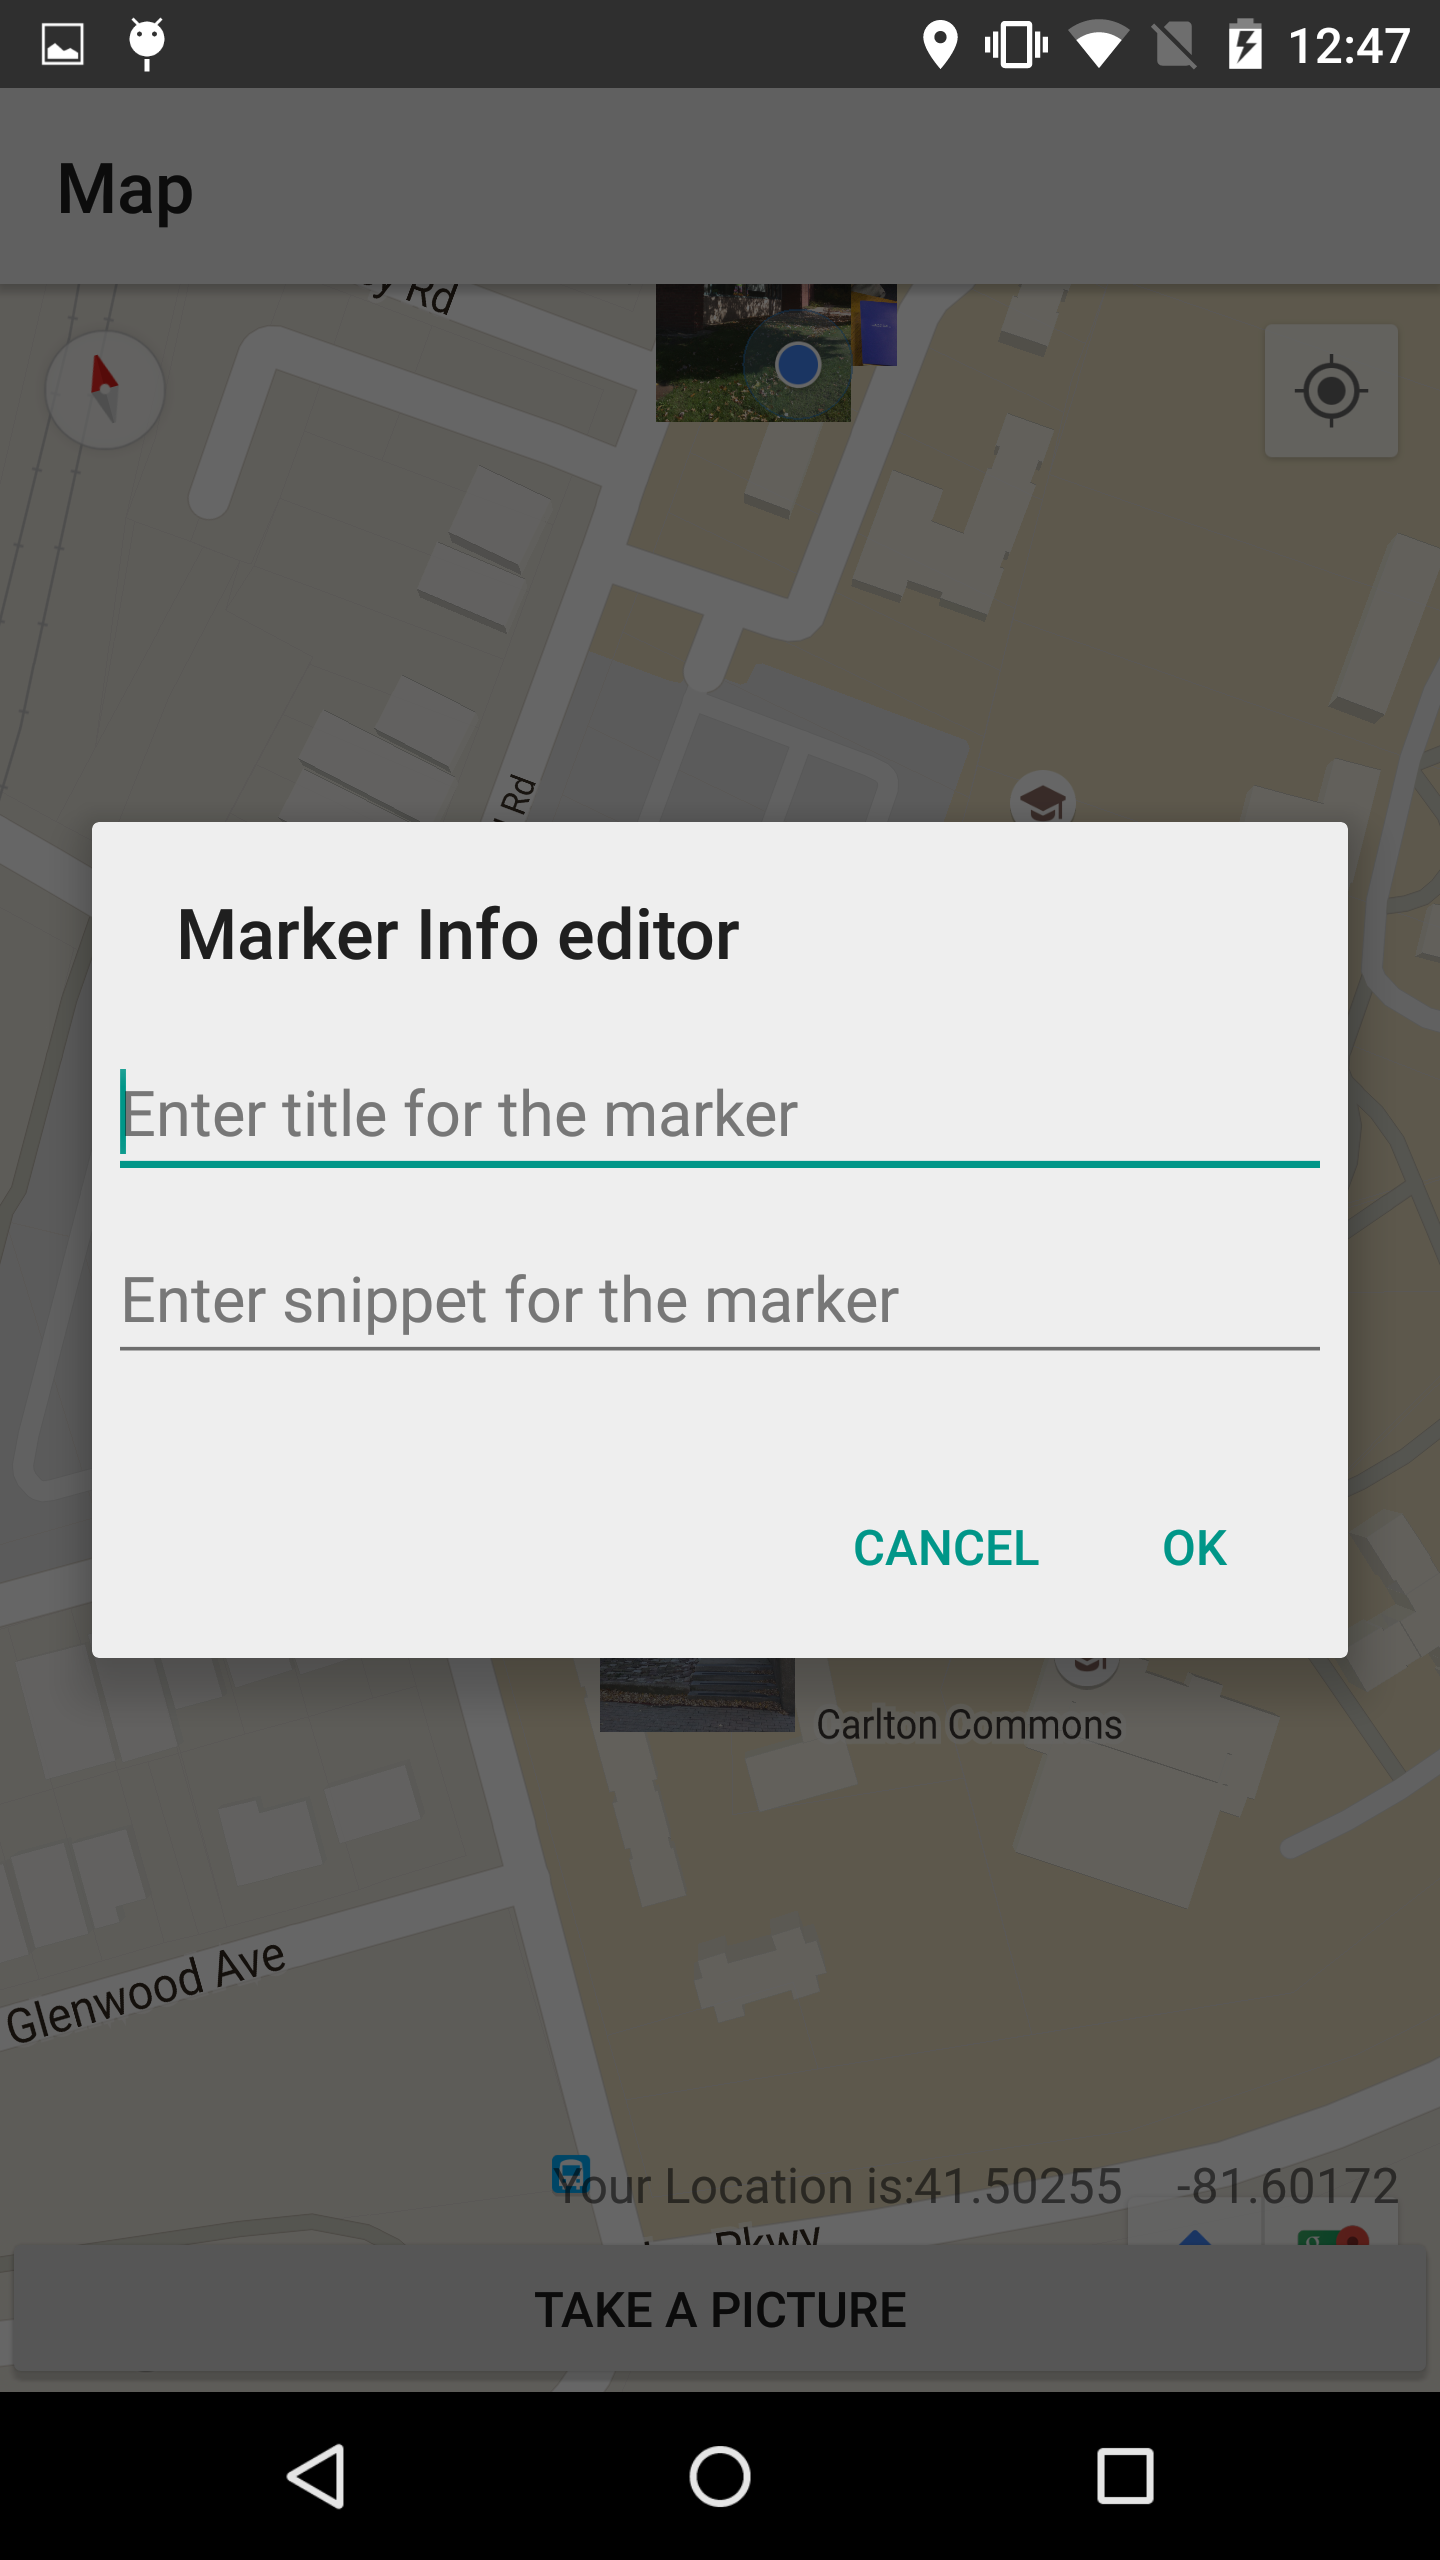 12:47
Map
y Rd
Rd
Marker Info editor
Enter title for the marker
Enter snippet for the marker
CANCEL OK
Carlton Commons
Glenwood Ave
Your Location is:41.50255 -81.60172
Pkwy
TAKE A PICTURE